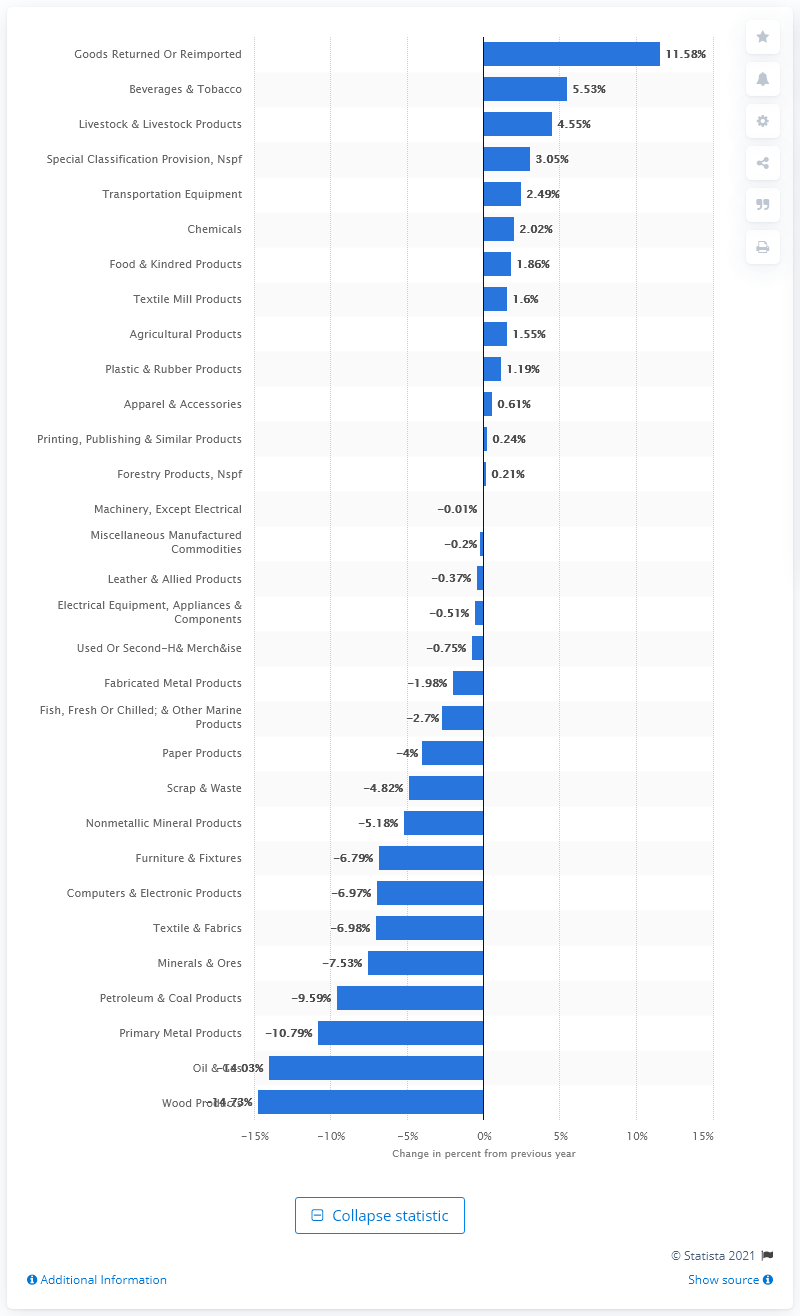 Goods Returned Or Reimported
11.58%
Beverages & Tobacco
5.53%
Livestock & Livestock Products
4.55%
Special Classification Provision, Nspf
3.05%
Transportation Equipment
2.49%
Chemicals
2.02%
Food & Kindred Products
1.86%
Textile Mill Products
1.6%
Agricultural Products
1.55%
Plastic & Rubber Products
1.19%
Apparel & Accessories
0.61%
Printing, Publishing & Similar Products
0.24%
Forestry Products, Nspf
0.21%
Machinery, Except Electrical
−0.01%
Miscellaneous Manufactured
Commodities
−0.2%
Leather & Allied Products
−0.37%
Electrical Equipment, Appliances &
Components
−0.51%
Used Or Second-H& Merch&ise
−0.75%
Fabricated Metal Products
−1.98%
Fish, Fresh Or Chilled; & Other Marine
Products
−2.7%
Paper Products
−4%
Scrap & Waste
−4.82%
Nonmetallic Mineral Products
−5.18%
Furniture & Fixtures
−6.79%
Computers & Electronic Products
−6.97%
Textile & Fabrics
−6.98%
Minerals & Ores
−7.53%
Petroleum & Coal Products
−9.59%
Primary Metal Products
−10.79%
Oil & Gas
−14.03%
Wood Products
−14.73%
−15%
−10%
−5%
0%
5%
10%
15%
Change in percent from previous year
Collapse statistic
© Statista 2021
Additional Information
Show source